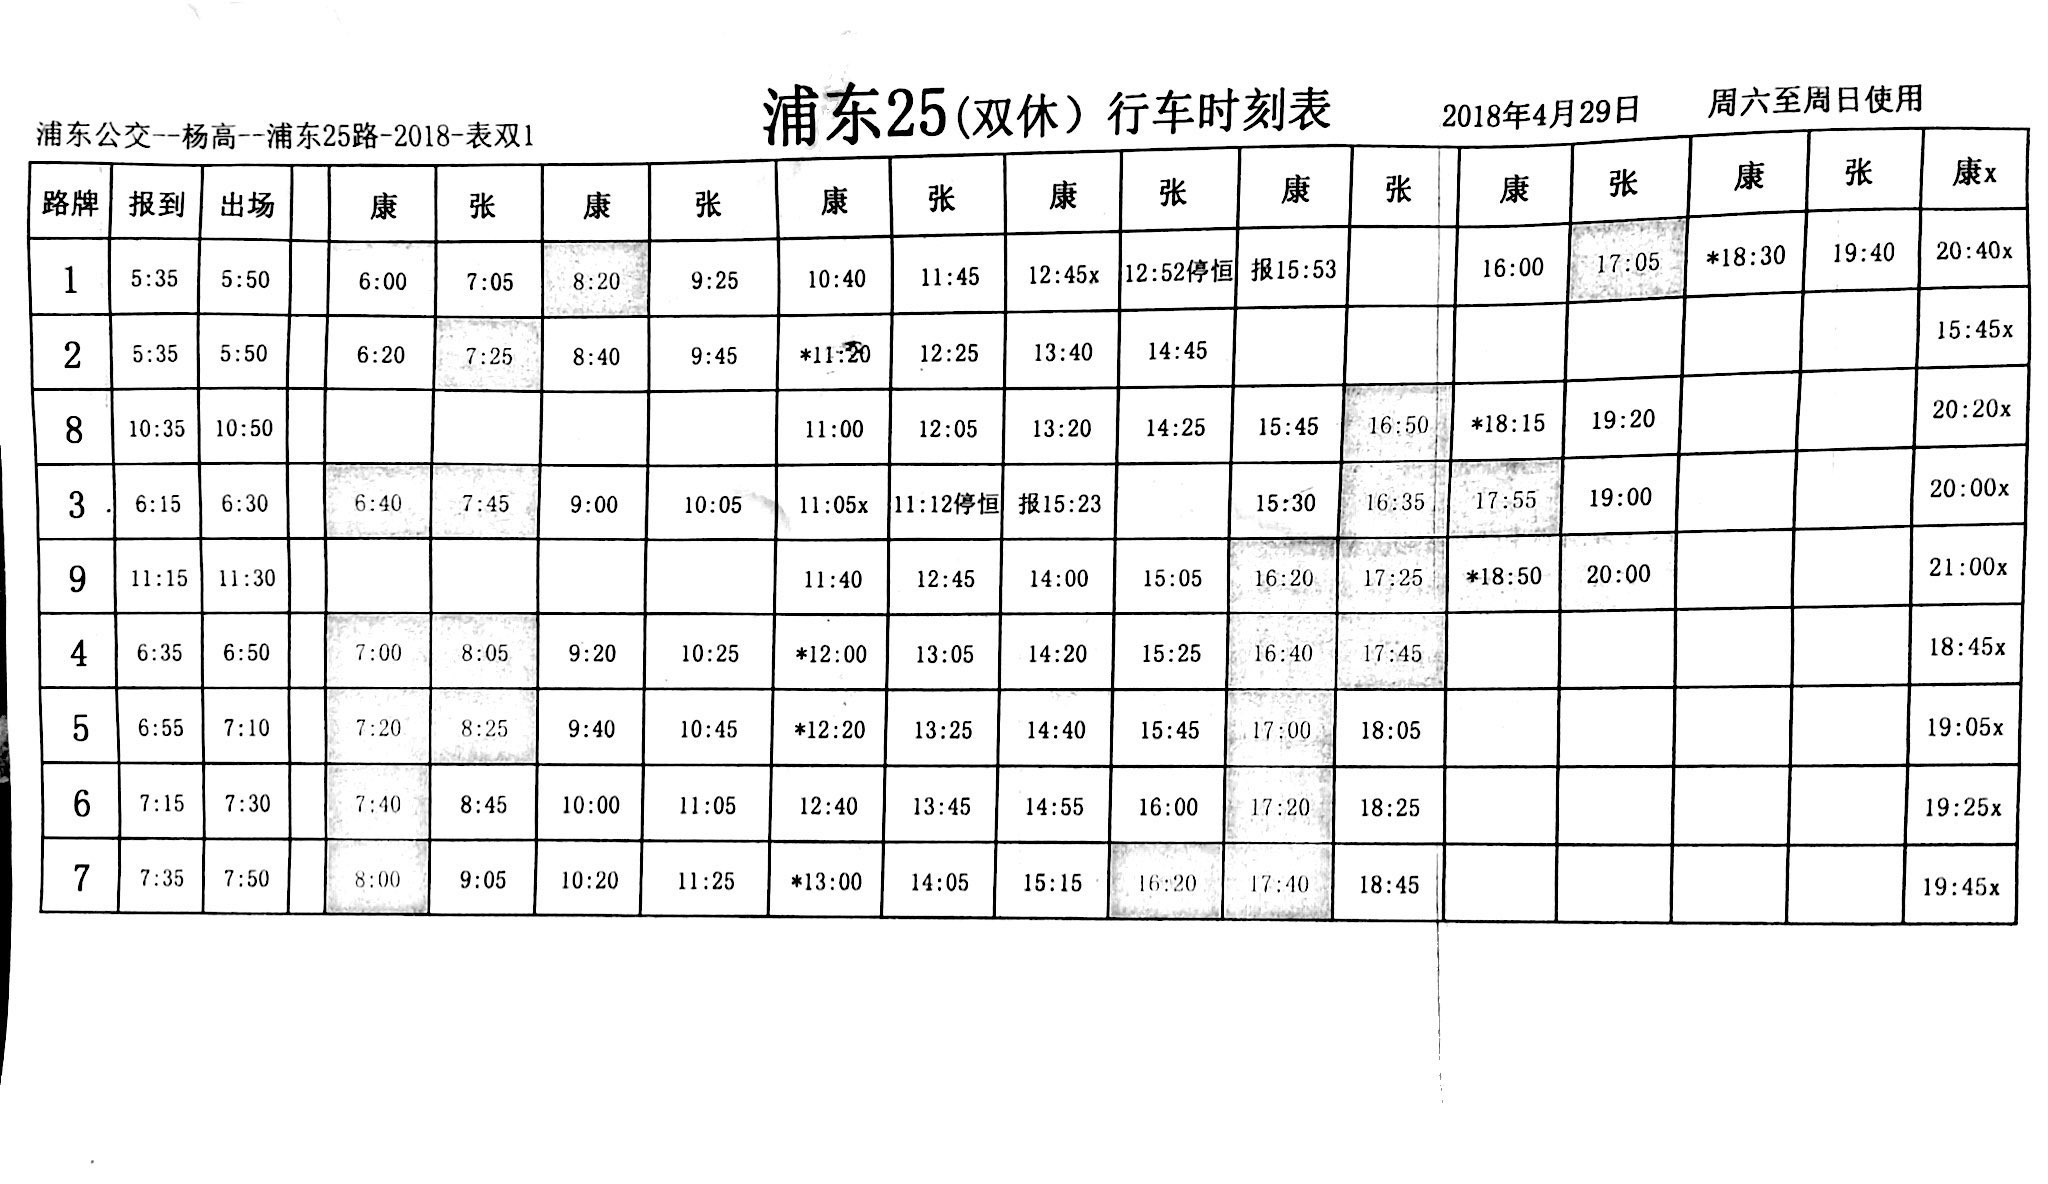 浦东25(双休）行车时刻表
2018年4月29日
周六至周日使用
浦东公交--杨高--浦东25路-2018-表双1
路牌 报到 出场 康 张 康 张 康 张 康 张 康 张 康 张 康 张 康x
1 5:35 5:50 6:00 7:05 8:20 9:25 10:40 11:45 12:45x 12:52停恒 报15:53 16:00 17:05 *18:30 19:40 20:40x
2 5:35 5:50 6:20 7:25 8:40 9:45 *11:20 12:25 13:40 14:45 15:45x
8 10:35 10:50 11:00 12:05 13:20 14:25 15:45 16:50 *18:15 19:20 20:20x
3 6:15 6:30 6:40 7:45 9:00 10:05 11:05x 11:12停恒 报15:23 15:30 16:35 17:55 19:00 20:00x
9 11:15 11:30 11:40 12:45 14:00 15:05 16:20 17:25 *18:50 20:00 21:00x
4 6:35 6:50 7:00 8:05 9:20 10:25 *12:00 13:05 14:20 15:25 16:40 17:45 18:45x
5 6:55 7:10 7:20 8:25 9:40 10:45 *12:20 13:25 14:40 15:45 17:00 18:05 19:05x
6 7:15 7:30 7:40 8:45 10:00 11:05 12:40 13:45 14:55 16:00 17:20 18:25 19:25x
7 7:35 7:50 8:00 9:05 10:20 11:25 *13:00 14:05 15:15 16:20 17:40 18:45 19:45x